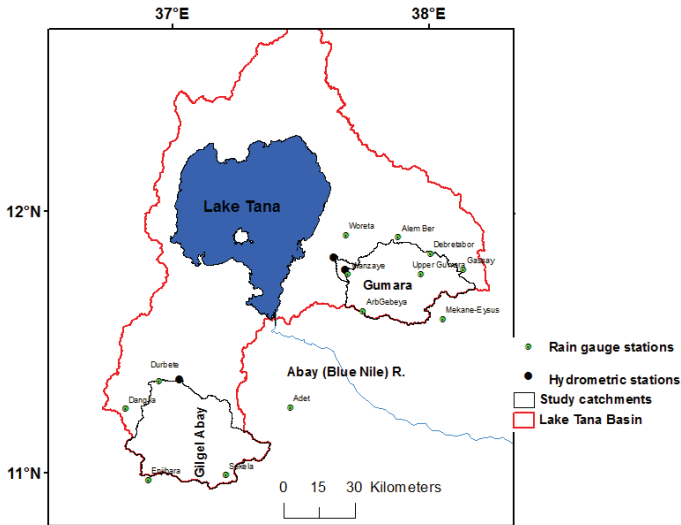 37°E
38°E
12°N
11°N
Lake Tana
Woreta
Alem Ber
Debretabor
Wanzaye
Upper Gumara
Gassay
Gumara
ArbGebeya
Mekane-Eysus
Abay (Blue Nile) R.
Durbete
Dangila
Adet
Gilgel Abay
Enjibara
Sekela
Rain gauge stations
Hydrometric stations
Study catchments
Lake Tana Basin
0 15 30 Kilometers